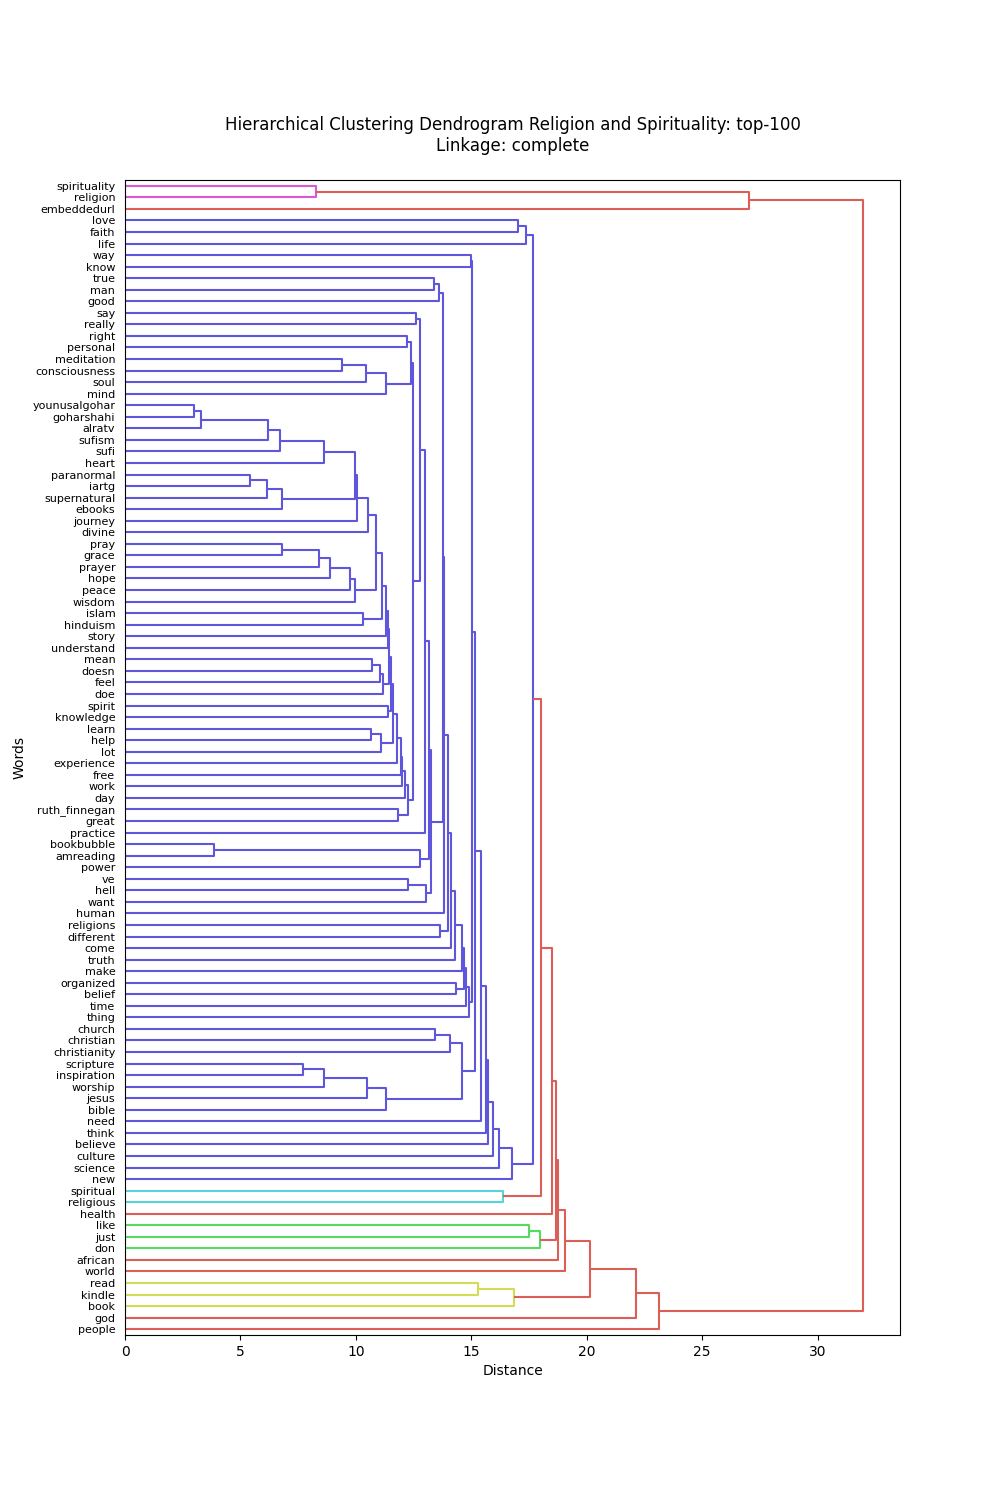 Hierarchical Clustering Dendrogram Religion and Spirituality: top-100
Linkage: complete
spirituality
religion
embeddedurl
love
faith
life
way
know
true
man
good
say
really
right
personal
meditation
consciousness
soul
mind
younusalgohar
goharshahi
alratv
sufism
sufi
heart
paranormal
iartg
supernatural
ebooks
journey
divine
pray
grace
prayer
hope
peace
wisdom
islam
hinduism
story
understand
mean
doesn
feel
doe
spirit
knowledge
learn
help
lot
experience
free
work
day
ruth_finnegan
great
practice
bookbubble
amreading
power
ve
hell
want
human
religions
different
come
truth
make
organized
belief
time
thing
church
christian
christianity
scripture
inspiration
worship
jesus
bible
need
think
believe
culture
science
new
spiritual
religious
health
like
just
don
african
world
read
kindle
book
god
people
Words
0 5 10 15 20 25 30
Distance